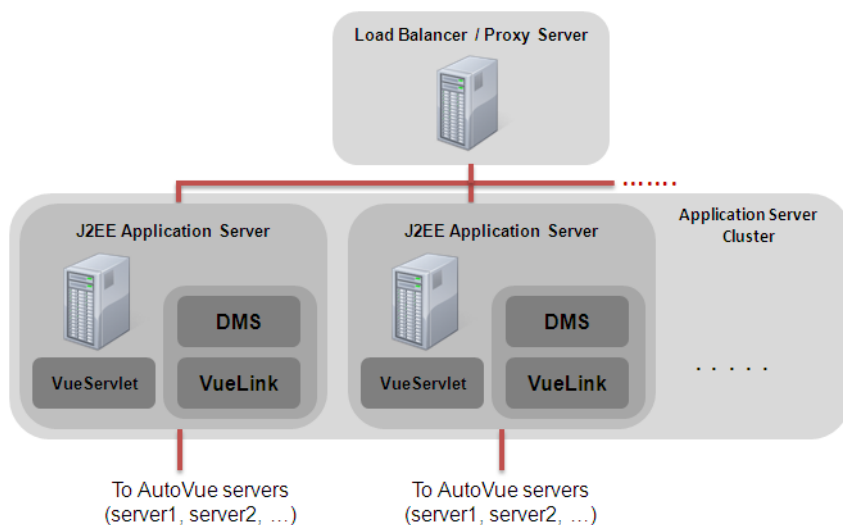 Load Balancer / Proxy Server
.......
J2EE Application Server
J2EE Application Server
Application Server
Cluster
DMS
DMS
VueServlet
VueLink
VueServlet
VueLink
. . . . .
To AutoVue servers
(server1, server2, ...)
To AutoVue servers
(server1, server2, ...)